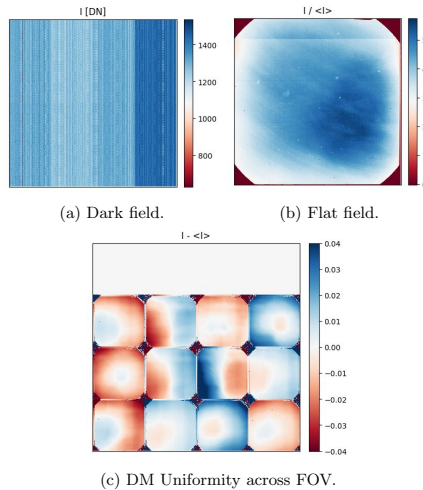 I [DN]
1400
1200
1000
800
(a) Dark field.
I / <I>
(b) Flat field.
I - <I>
0.04
0.03
0.02
0.01
0.00
−0.01
−0.02
−0.03
−0.04
(c) DM Uniformity across FOV.